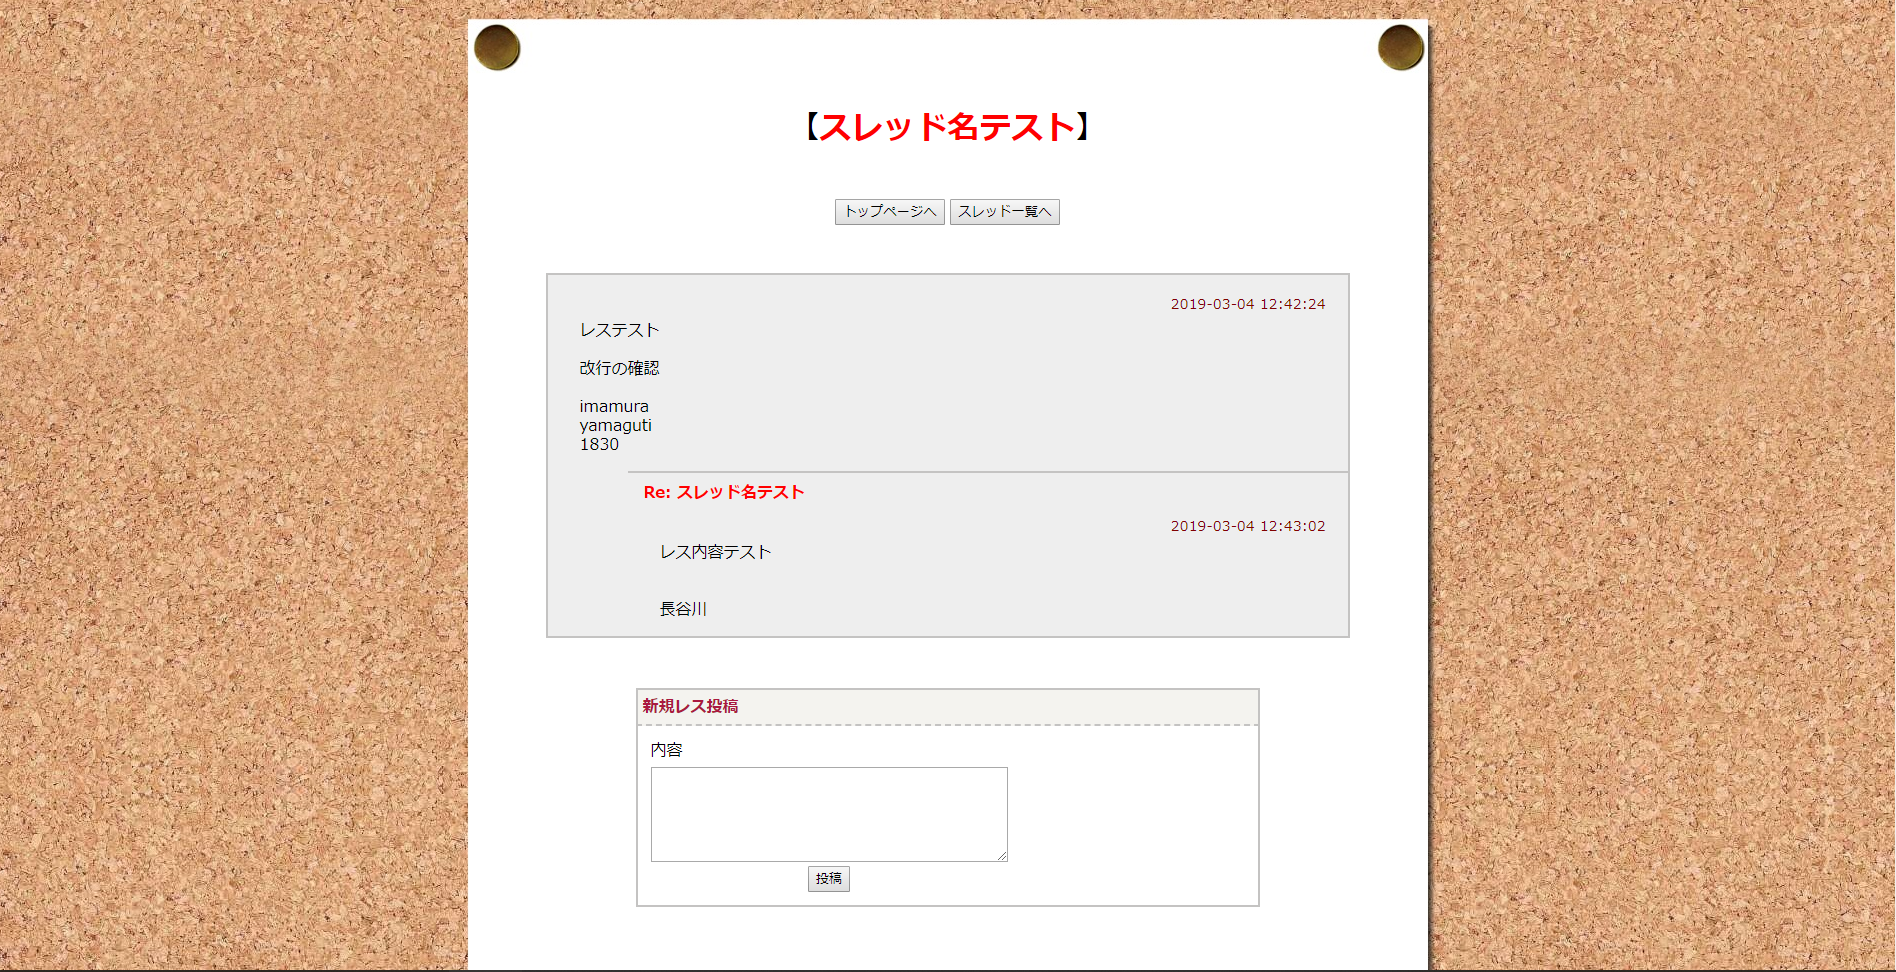 【スレッド名テスト】
トップページへ スレッド一覧へ
2019-03-04 12:42:24
レステスト
改行の確認
imamura
yamaguti
1830
Re: スレッド名テスト
2019-03-04 12:43:02
レス内容テスト
長谷川
新規レス投稿
内容
投稿